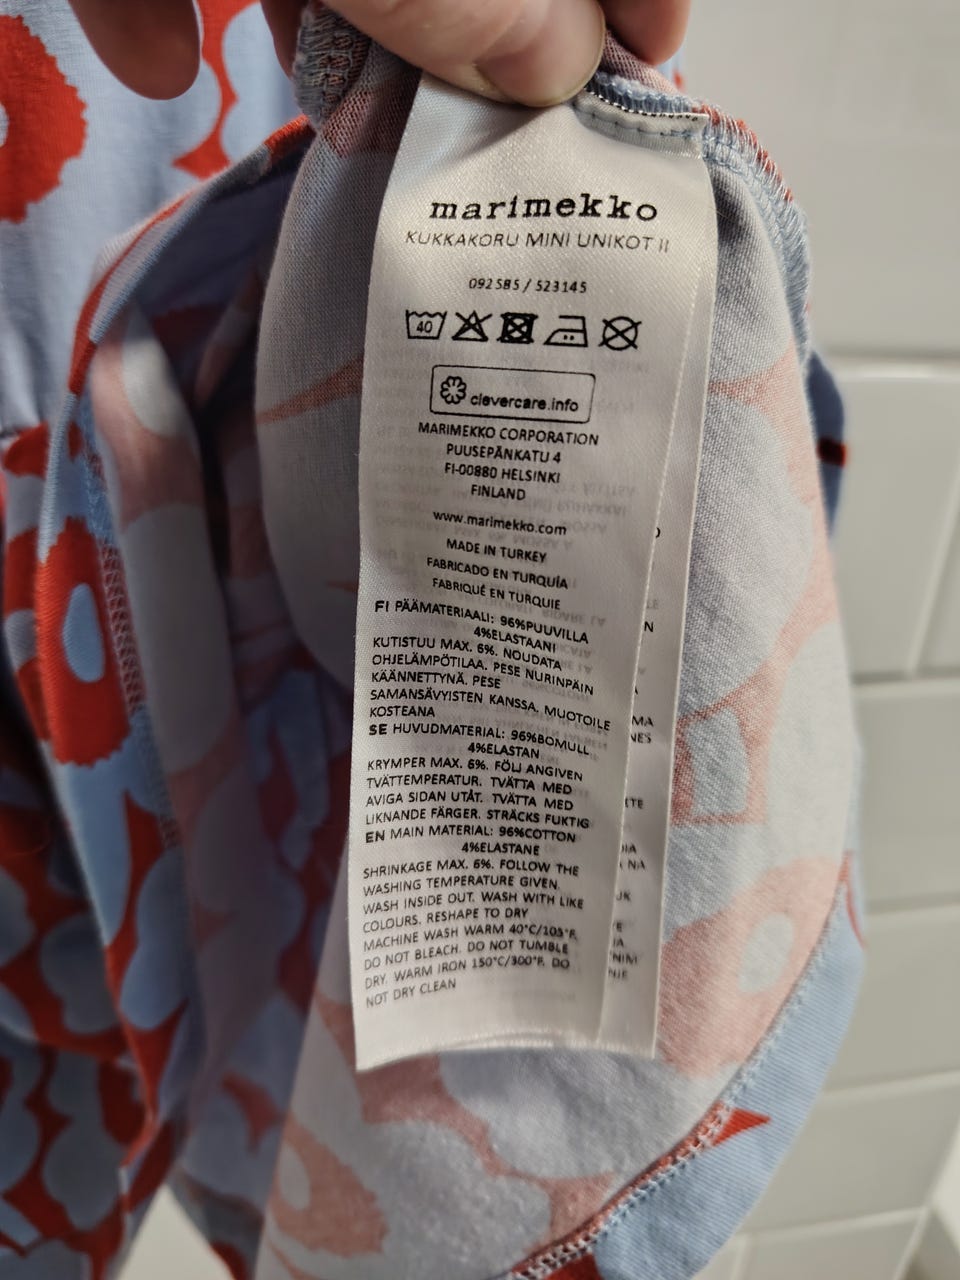 marimekko
KUKKAKORU MINI UNIKOT II
092585 / 523145
40
clevercare.info
MARIMEKKO CORPORATION
PUUSEPÄNKATU 4
FI-00880 HELSINKI
FINLAND
www.marimekko.com
MADE IN TURKEY
FABRICADO EN TURQUÍA
FABRIQUÉ EN TURQUIE
FI PÄÄMATERIAALI: 96%PUUVILLA
4%ELASTAANI
KUTISTUU MAX. 6%. NOUDATA
OHJELÄMPÖTILAA. PESE NURINPÄIN
KÄÄNNETTYNÄ. PESE
SAMANSÄVYISTEN KANSSA. MUOTOILE
KOSTEANA
SE HUVUDMATERIAL: 96%BOMULL
4%ELASTAN
KRYMPER MAX. 6%. FÖLJ ANGIVEN
TVÄTTEMPERATUR. TVÄTTA MED
AVIGA SIDAN UTÅT. TVÄTTA MED
LIKNANDE FÄRGER. STRÄCKS FUKTIG
EN MAIN MATERIAL: 96%COTTON
4%ELASTANE
SHRINKAGE MAX. 6%. FOLLOW THE
WASHING TEMPERATURE GIVEN.
WASH INSIDE OUT. WASH WITH LIKE
COLOURS. RESHAPE TO DRY
MACHINE WASH WARM 40°C/105°F.
DO NOT BLEACH. DO NOT TUMBLE
DRY. WARM IRON 150°C/300°F. DO
NOT DRY CLEAN